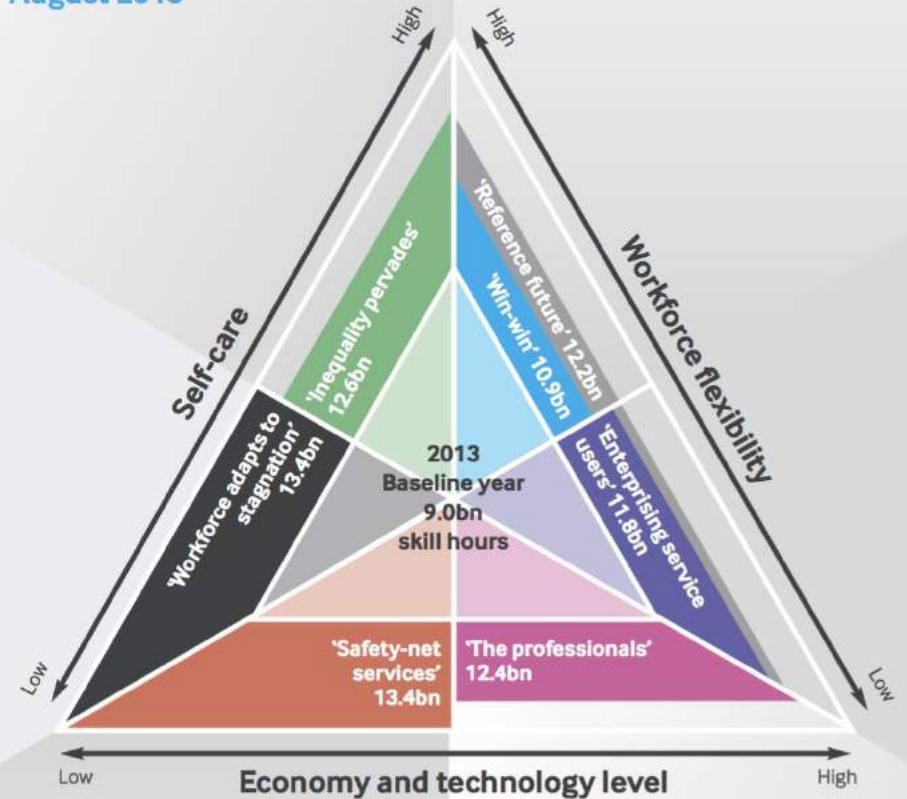 High
High
'Inequality pervades'
12.6bn
'Reference future' 12.2bn
'Win-win' 10.9bn
Self-care
Workforce flexibility
'Workforce adapts to
stagnation'
13.4bn
2013
Baseline year
9.0bn
skill hours
'Enterprising service
users' 11.8bn
Low
Low
'Safety-net
services'
13.4bn
'The professionals'
12.4bn
Low
High
Economy and technology level